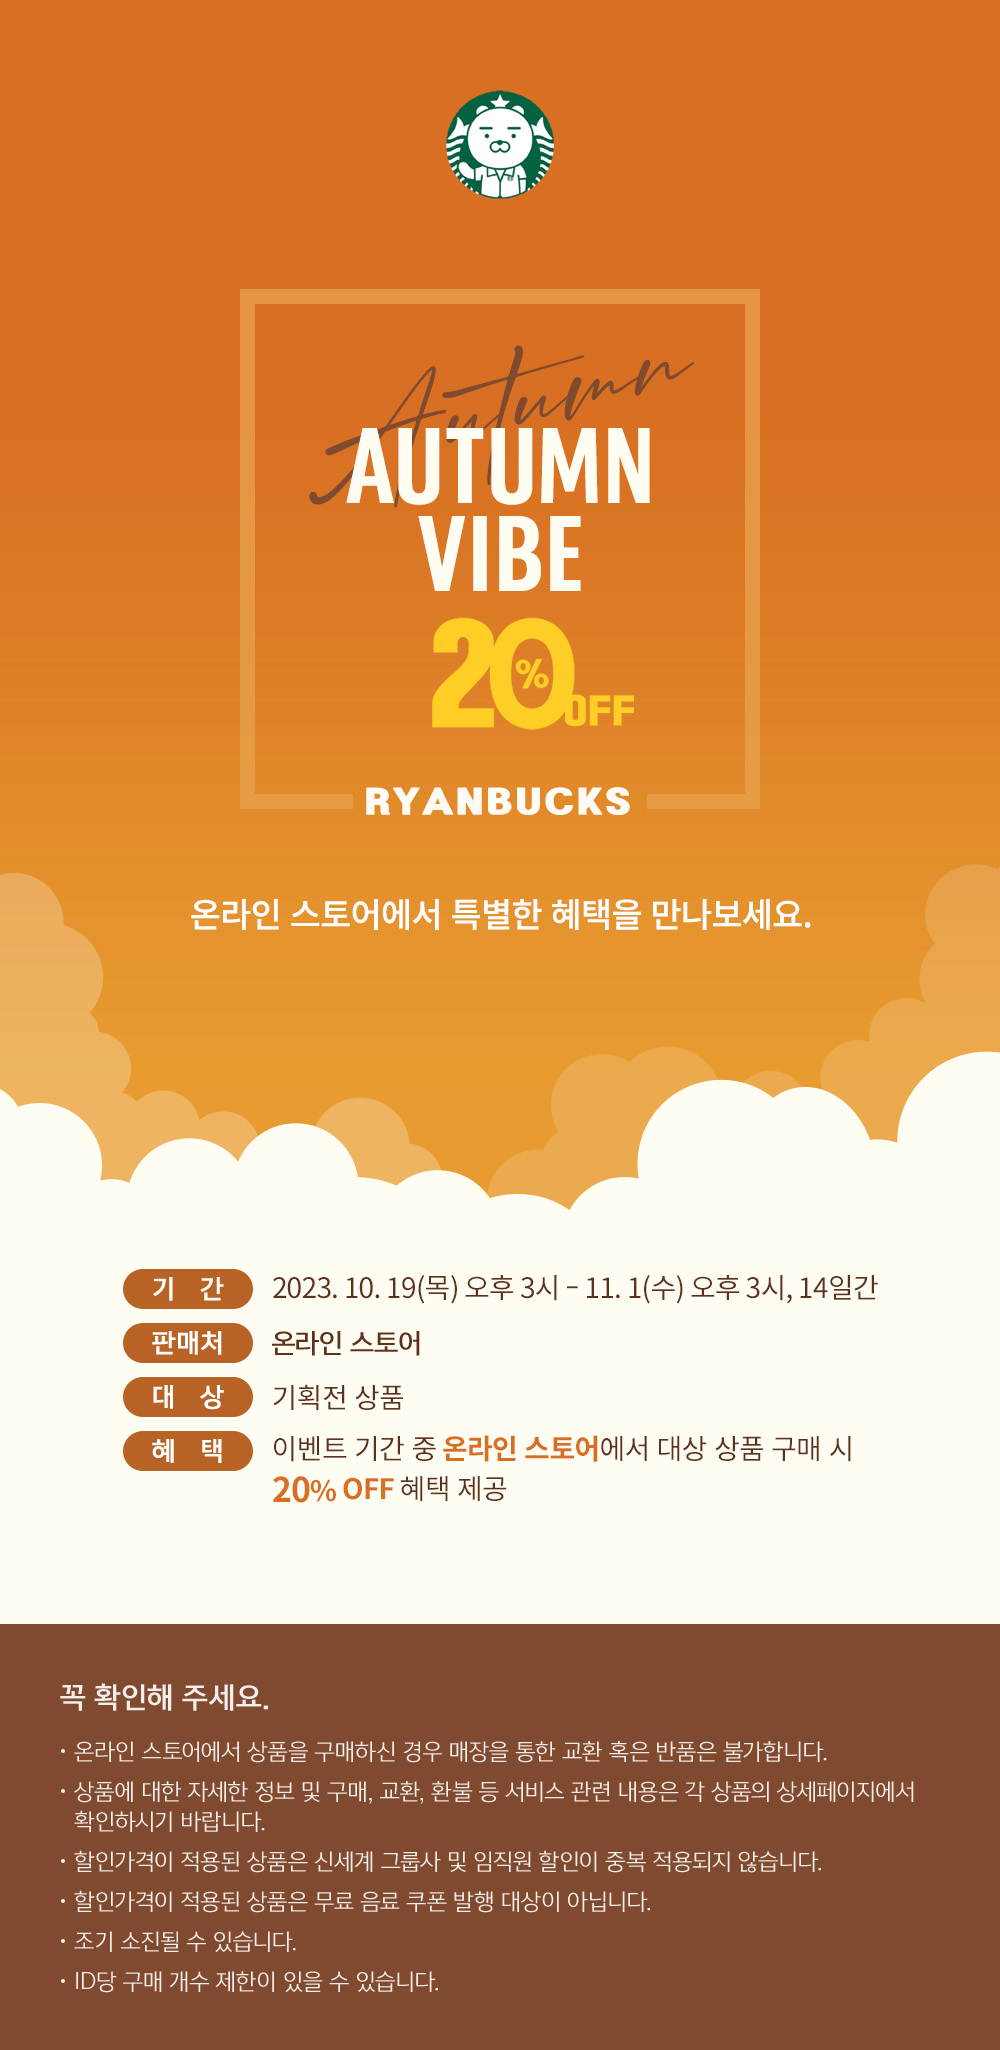 Autumn
AUTUMN
VIBE
20%OFF
RYANBUCKS
온라인 스토어에서 특별한 혜택을 만나보세요.
기 간 2023. 10. 19(목) 오후 3시 – 11. 1(수) 오후 3시, 14일간
판매처 온라인 스토어
대 상 기획전 상품
혜 택 이벤트 기간 중 온라인 스토어에서 대상 상품 구매 시
20% OFF 혜택 제공
꼭 확인해 주세요.
• 온라인 스토어에서 상품을 구매하신 경우 매장을 통한 교환 혹은 반품은 불가합니다.
• 상품에 대한 자세한 정보 및 구매, 교환, 환불 등 서비스 관련 내용은 각 상품의 상세페이지에서
확인하시기 바랍니다.
• 할인가격이 적용된 상품은 신세계 그룹사 및 임직원 할인이 중복 적용되지 않습니다.
• 할인가격이 적용된 상품은 무료 음료 쿠폰 발행 대상이 아닙니다.
• 조기 소진될 수 있습니다.
• ID당 구매 개수 제한이 있을 수 있습니다.